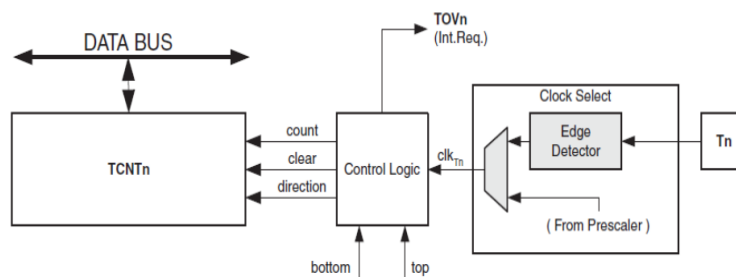 TOVn
(Int.Req.)
DATA BUS
Clock Select
count
Edge
Detector
Tn
clear
TCNTn
Control Logic
clkTn
direction
( From Prescaler )
bottom
top